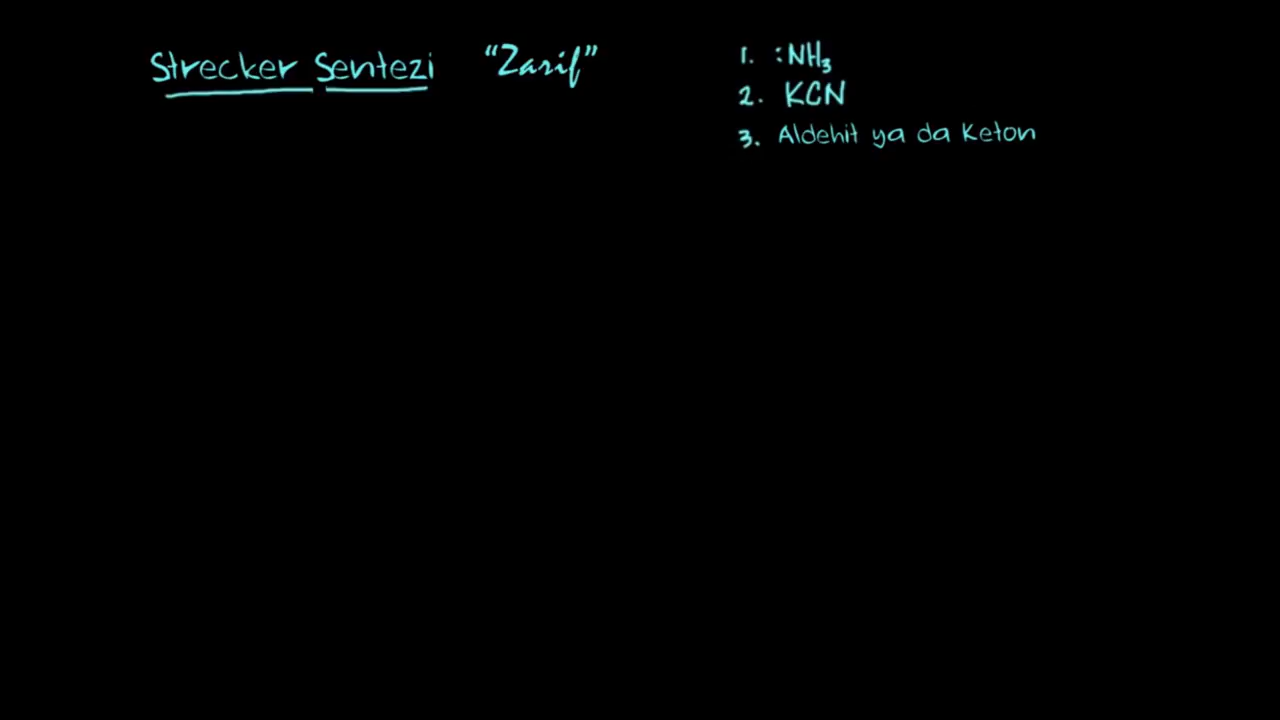 Strecker Sentezi "Zarif"
1. :NH₃
2. KCN
3. Aldehit ya da Keton